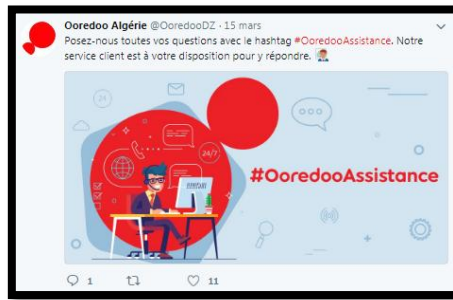 Ooredoo Algérie @OoredooDZ · 15 mars
Posez-nous toutes vos questions avec le hashtag #OoredooAssistance. Notre
service client est à votre disposition pour y répondre.
24
24/7
#OoredooAssistance
1
11